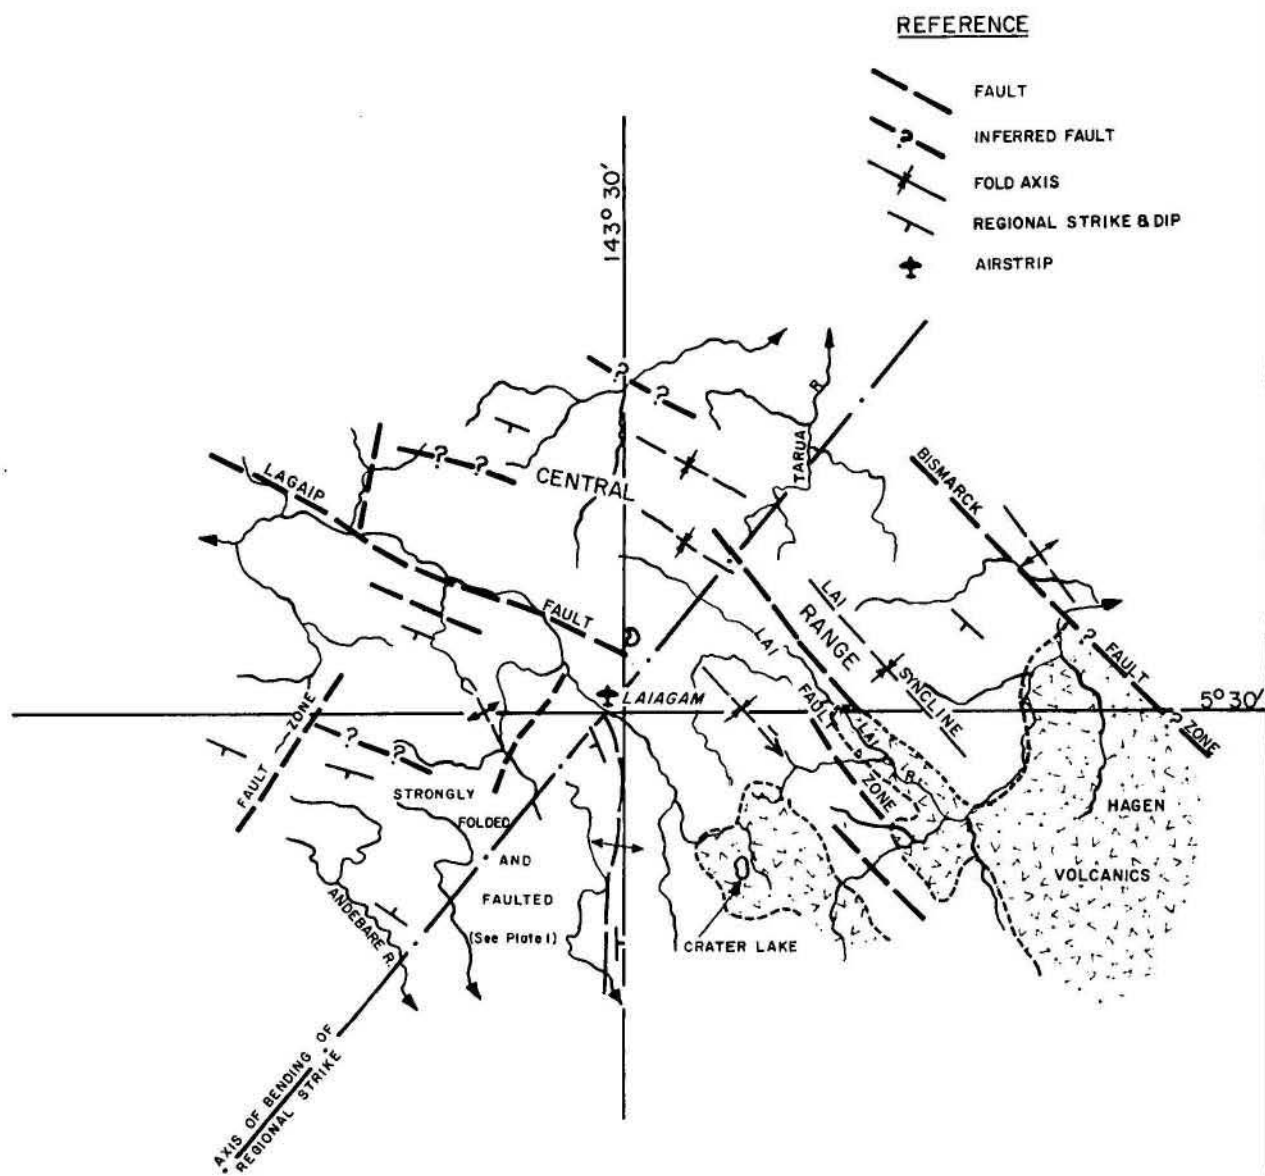 REFERENCE
FAULT
? INFERRED FAULT
FOLD AXIS
REGIONAL STRIKE & DIP
AIRSTRIP
143° 30'
? ?
TARUA R.
? ?
CENTRAL
LAGAIP
FAULT
BISMARCK
? FAULT
? ZONE
LAI
RANGE
LAI
SYNCLINE
LAIAGAM
5° 30'
FAULT
ZONE
LAI R.
FAULT ZONE
? ?
STRONGLY
FOLDED
AND
FAULTED
(See Plate I)
ANDEBARE R.
CRATER LAKE
HAGEN
VOLCANICS
AXIS OF BENDING OF
REGIONAL STRIKE